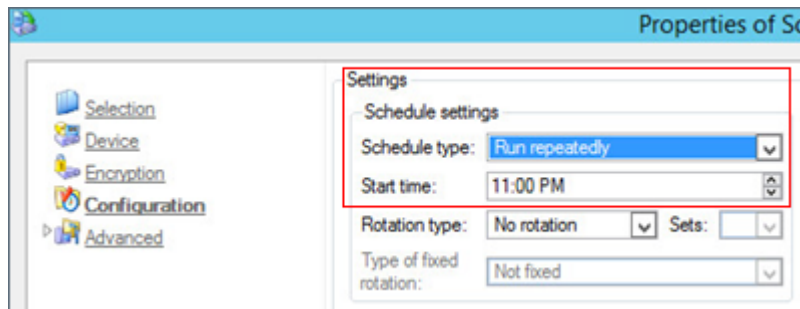 Properties of Sc
Selection
Device
Encryption
Configuration
Advanced
Settings
Schedule settings
Schedule type: Run repeatedly
Start time: 11:00 PM
Rotation type: No rotation Sets:
Type of fixed
rotation: Not fixed